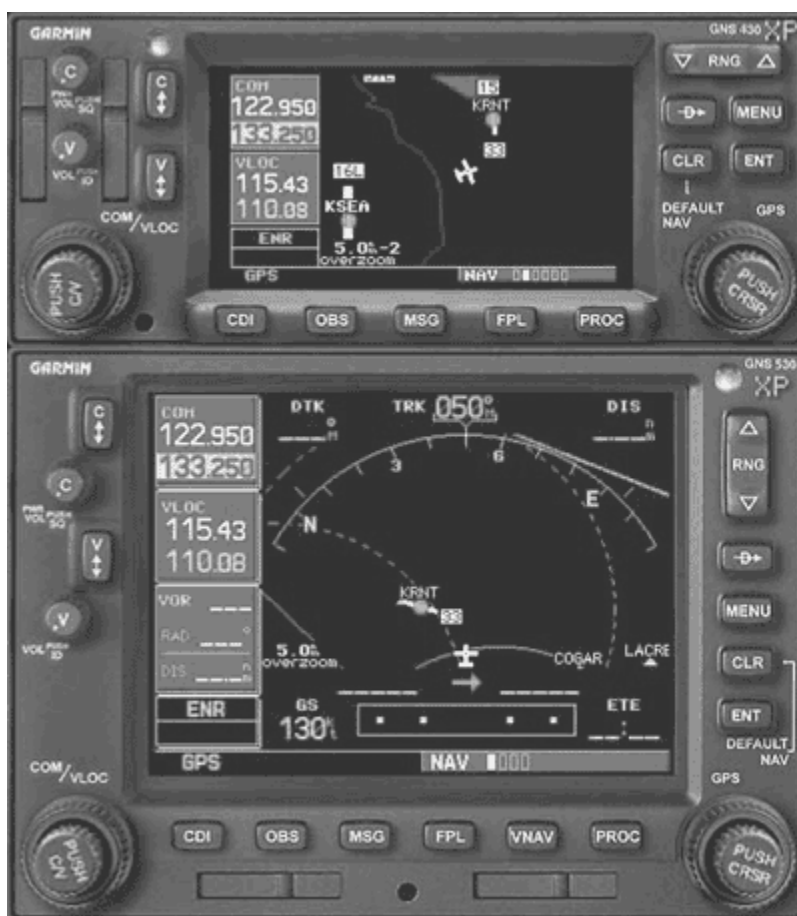 GARMIN
GNS 430 XP
C
PWR VOL PUSH SQ
C
RNG
COM
122.950
133.250
15
KRNT
33
D
MENU
V
VOL PUSH ID
V
VLOC
115.43
110.08
16L
KSEA
CLR
ENT
COM/VLOC
ENR
5.0
-2
overzoom
DEFAULT NAV
GPS
GPS
NAV
PUSH C/V
PUSH CRSR
CDI
OBS
MSG
FPL
PROC
GARMIN
GNS 530
XP
C
COM
122.950
133.250
DTK
TRK 050°M
DIS
3
6
N
E
RNG
C
PWR VOL PUSH SQ
VLOC
115.43
110.08
V
D
V
VOL PUSH ID
VOR
RAD
DIS
KRNT
33
MENU
5.0
overzoom
COGAR
LACRE
CLR
ENR
GS
130
ETE
ENT
DEFAULT NAV
GPS
NAV
COM/VLOC
GPS
PUSH C/V
PUSH CRSR
CDI
OBS
MSG
FPL
VNAV
PROC